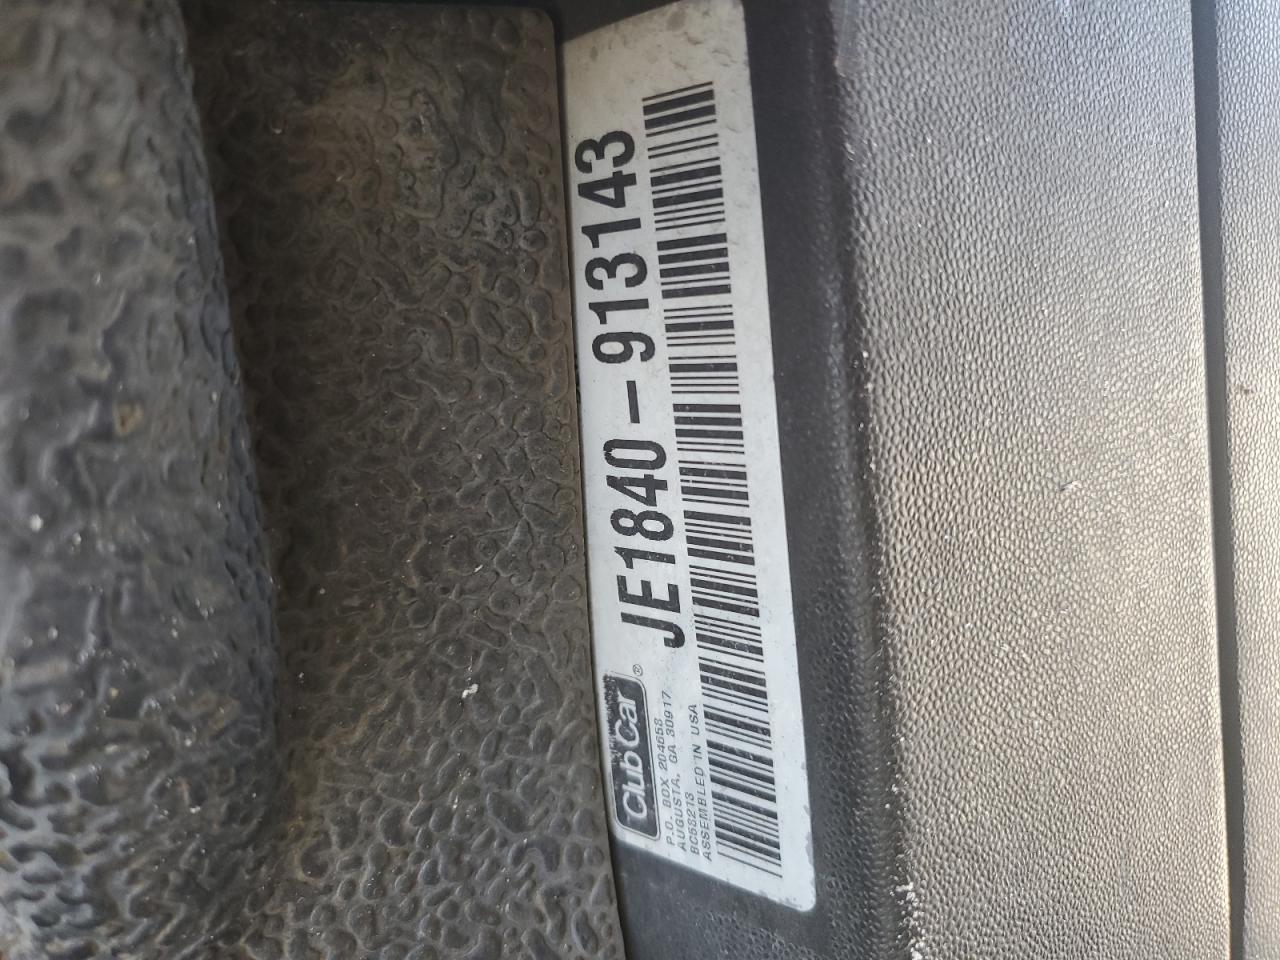 JE1840-913143
Club Car®
P.O. BOX 204658
AUGUSTA, GA 30917
BC58213
ASSEMBLED IN USA